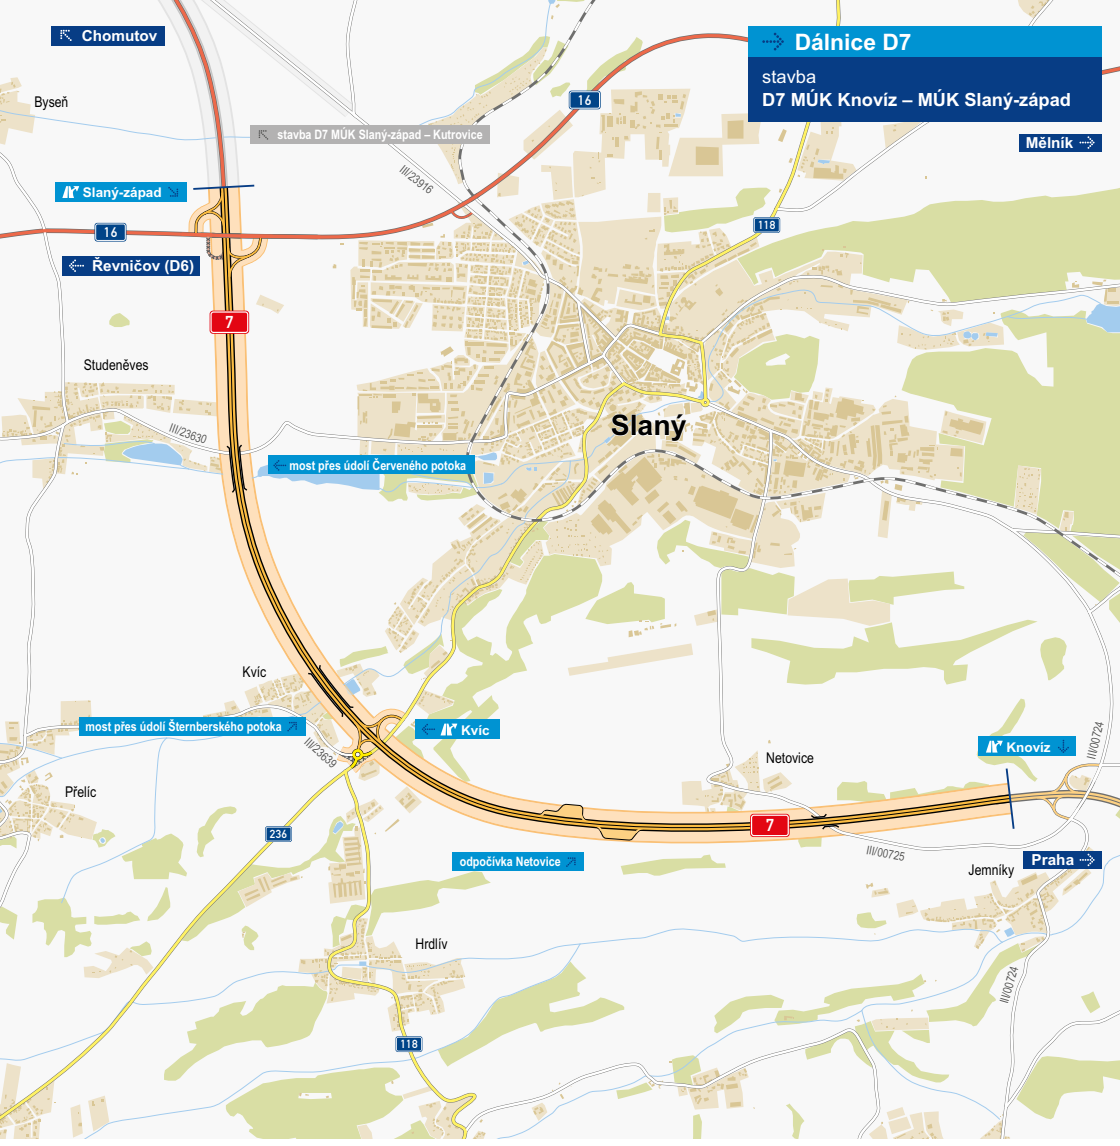 Chomutov
Dálnice D7
stavba
D7 MÚK Knovíz – MÚK Slaný-západ
Byseň
16
stavba D7 MÚK Slaný-západ – Kutrovice
Mělník
III/23916
Slaný-západ
16
118
Řevničov (D6)
7
Studeněves
III/23630
Slaný
most přes údolí Červeného potoka
Kvíc
most přes údolí Šternberského potoka
Kvíc
III/23639
III/00724
Knovíz
Netovice
Přelíc
236
7
odpočívka Netovice
III/00725
Praha
Jemníky
Hrdlív
III/00724
118